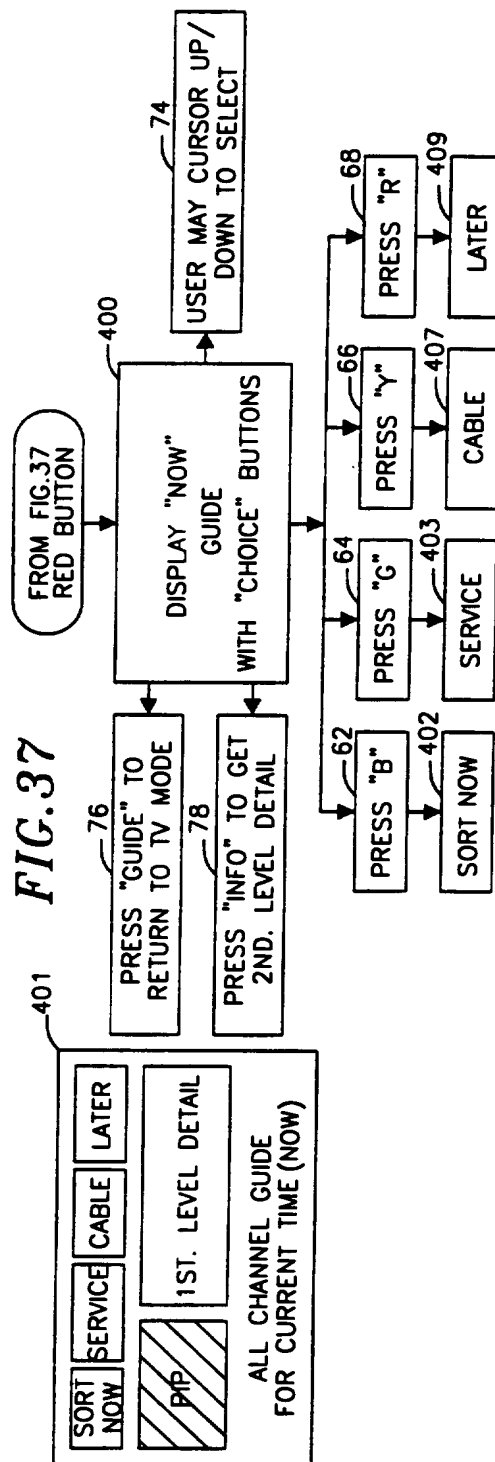 FIG.37
FROM FIG.37
RED BUTTON
400
DISPLAY "NOW"
GUIDE
WITH "CHOICE" BUTTONS
74
USER MAY CURSOR UP/
DOWN TO SELECT
76
PRESS "GUIDE" TO
RETURN TO TV MODE
78
PRESS "INFO" TO GET
2ND. LEVEL DETAIL
401
SORT
NOW
SERVICE
CABLE
LATER
PIP
1ST. LEVEL DETAIL
ALL CHANNEL GUIDE
FOR CURRENT TIME (NOW)
62
PRESS "B"
64
PRESS "G"
66
PRESS "Y"
68
PRESS "R"
402
SORT NOW
403
SERVICE
407
CABLE
409
LATER